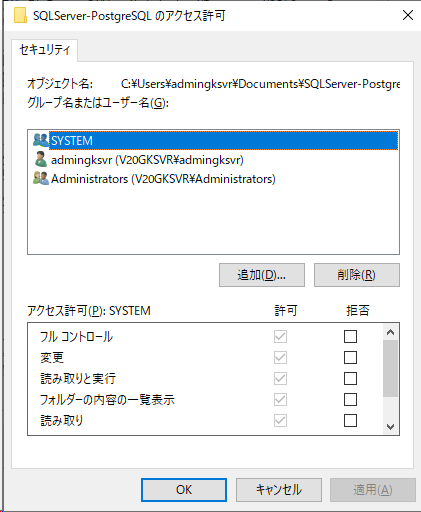 SQLServer-PostgreSQL のアクセス許可
セキュリティ
オブジェクト名: C:¥Users¥admingksvr¥Documents¥SQLServer-Postgre
グループ名またはユーザー名(G):
SYSTEM
admingksvr (V20GKSVR¥admingksvr)
Administrators (V20GKSVR¥Administrators)
追加(D)... 削除(R)
アクセス許可(P): SYSTEM 許可 拒否
フル コントロール
変更
読み取りと実行
フォルダーの内容の一覧表示
読み取り
OK キャンセル 適用(A)